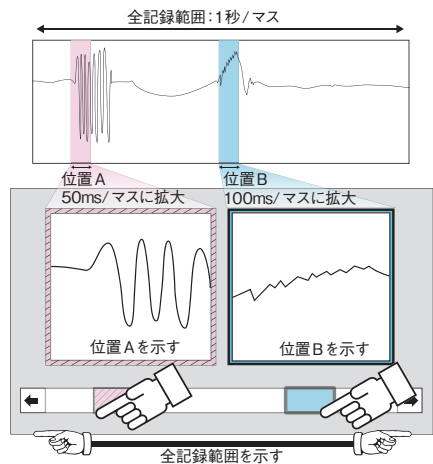 全記録範囲:1秒/マス
位置A
50ms/マスに拡大
位置B
100ms/マスに拡大
位置Aを示す
位置Bを示す
全記録範囲を示す